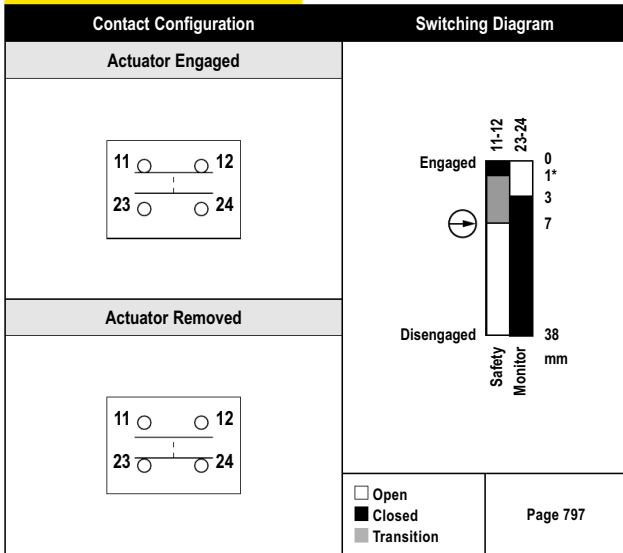 Contact Configuration
Switching Diagram
Actuator Engaged
11 12
23 24
Actuator Removed
11 12
23 24
11-12
23-24
Engaged
0
1*
3
7
Disengaged
38
mm
Safety
Monitor
Open
Closed
Transition
Page 797